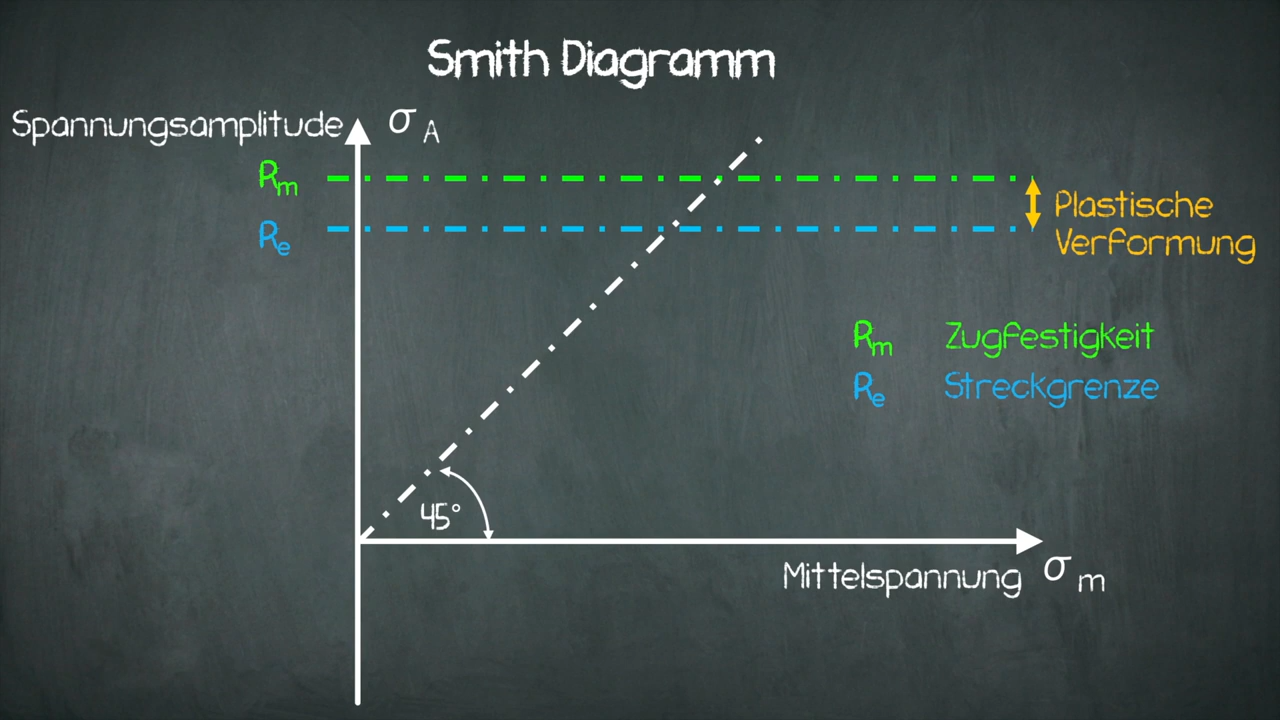 Smith Diagramm
Spannungsamplitude σ A
Rm
Re
Plastische
Verformung
Rm Zugfestigkeit
Re Streckgrenze
45°
Mittelspannung σ m